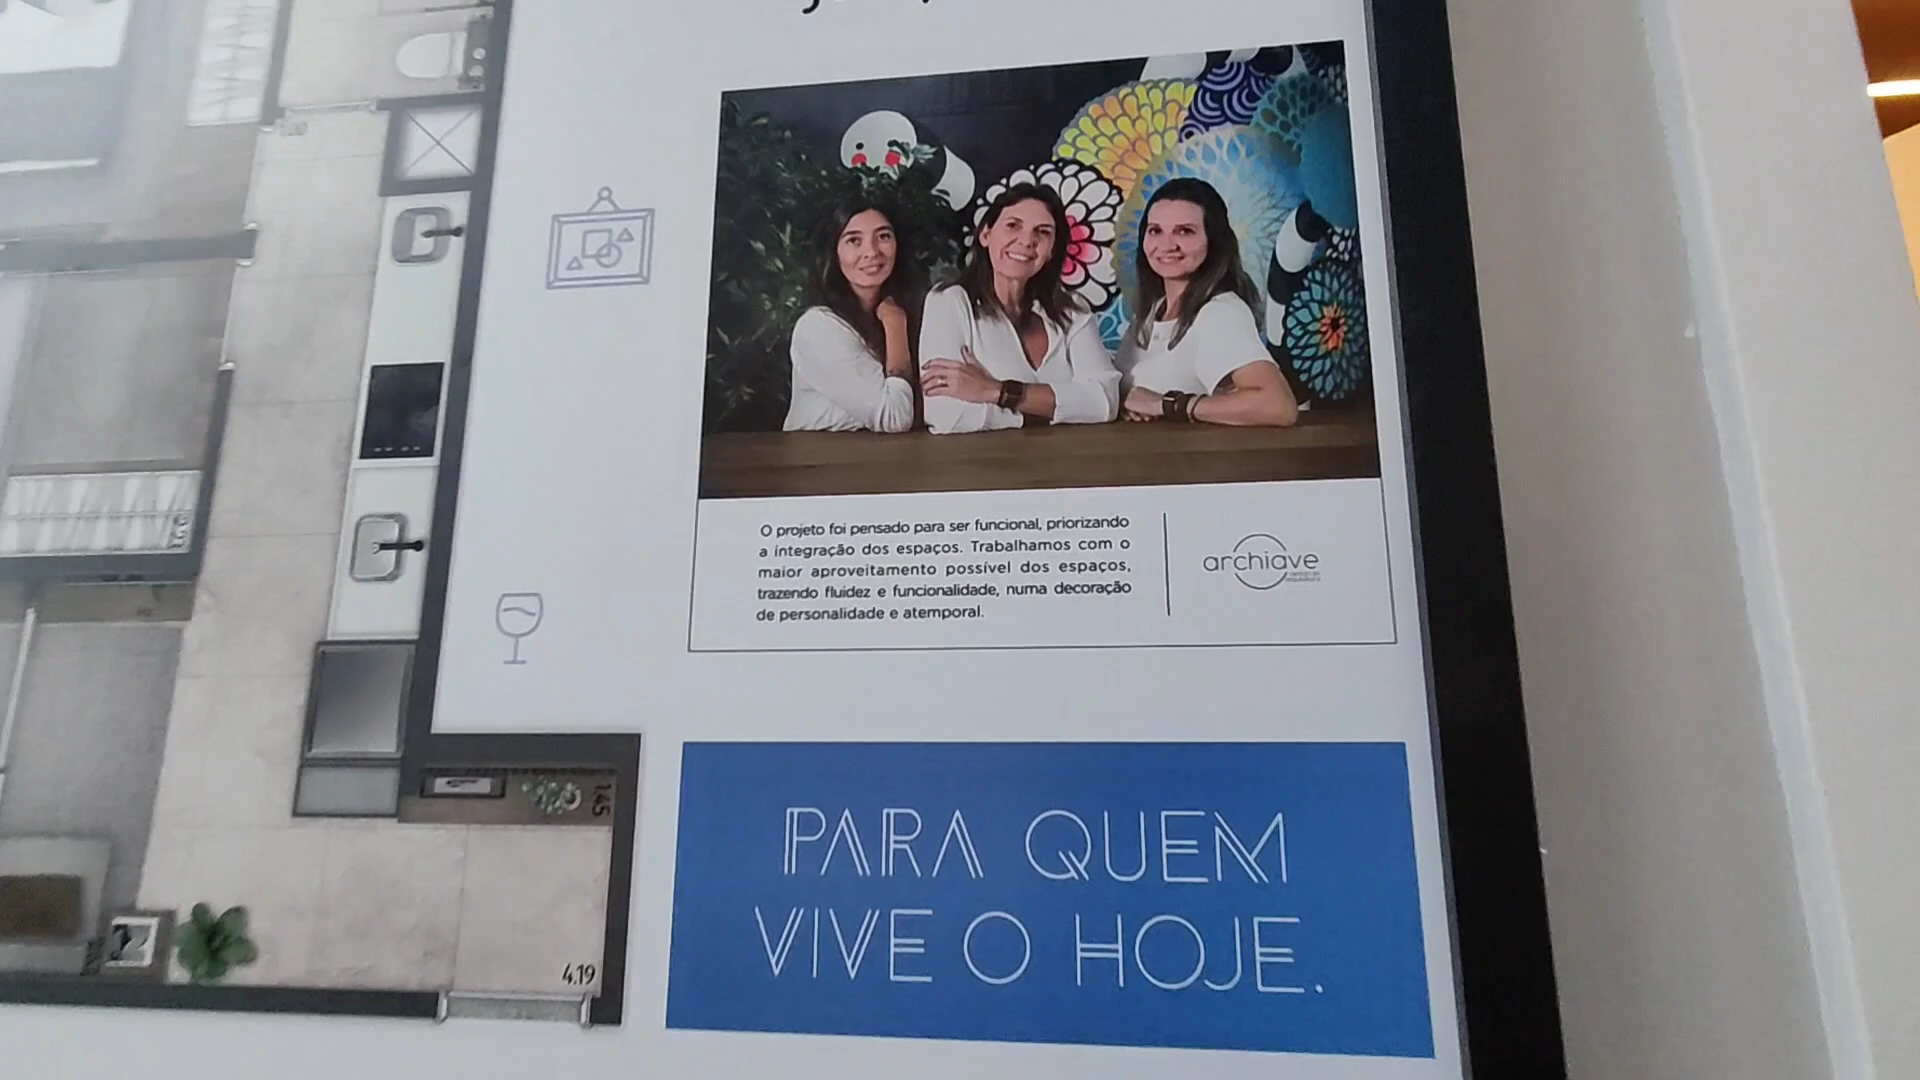 O projeto foi pensado para ser funcional, priorizando
a integração dos espaços. Trabalhamos com o
maior aproveitamento possível dos espaços,
trazendo fluidez e funcionalidade, numa decoração
de personalidade e atemporal.
archiave
1.45
4.19
PARA QUEM
VIVE O HOJE.